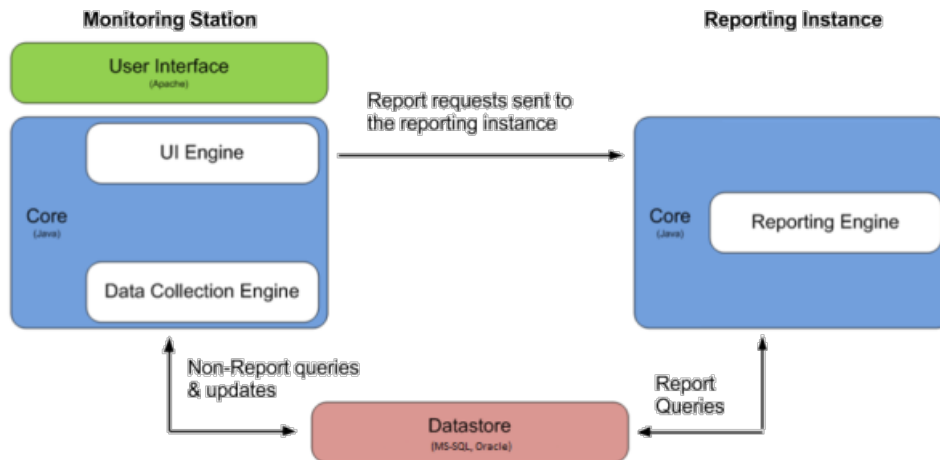 Monitoring Station
Reporting Instance
User Interface
(Apache)
Report requests sent to
the reporting instance
UI Engine
Core
(Java)
Data Collection Engine
Core
(Java)
Reporting Engine
Non-Report queries
& updates
Report
Queries
Datastore
(MS-SQL, Oracle)